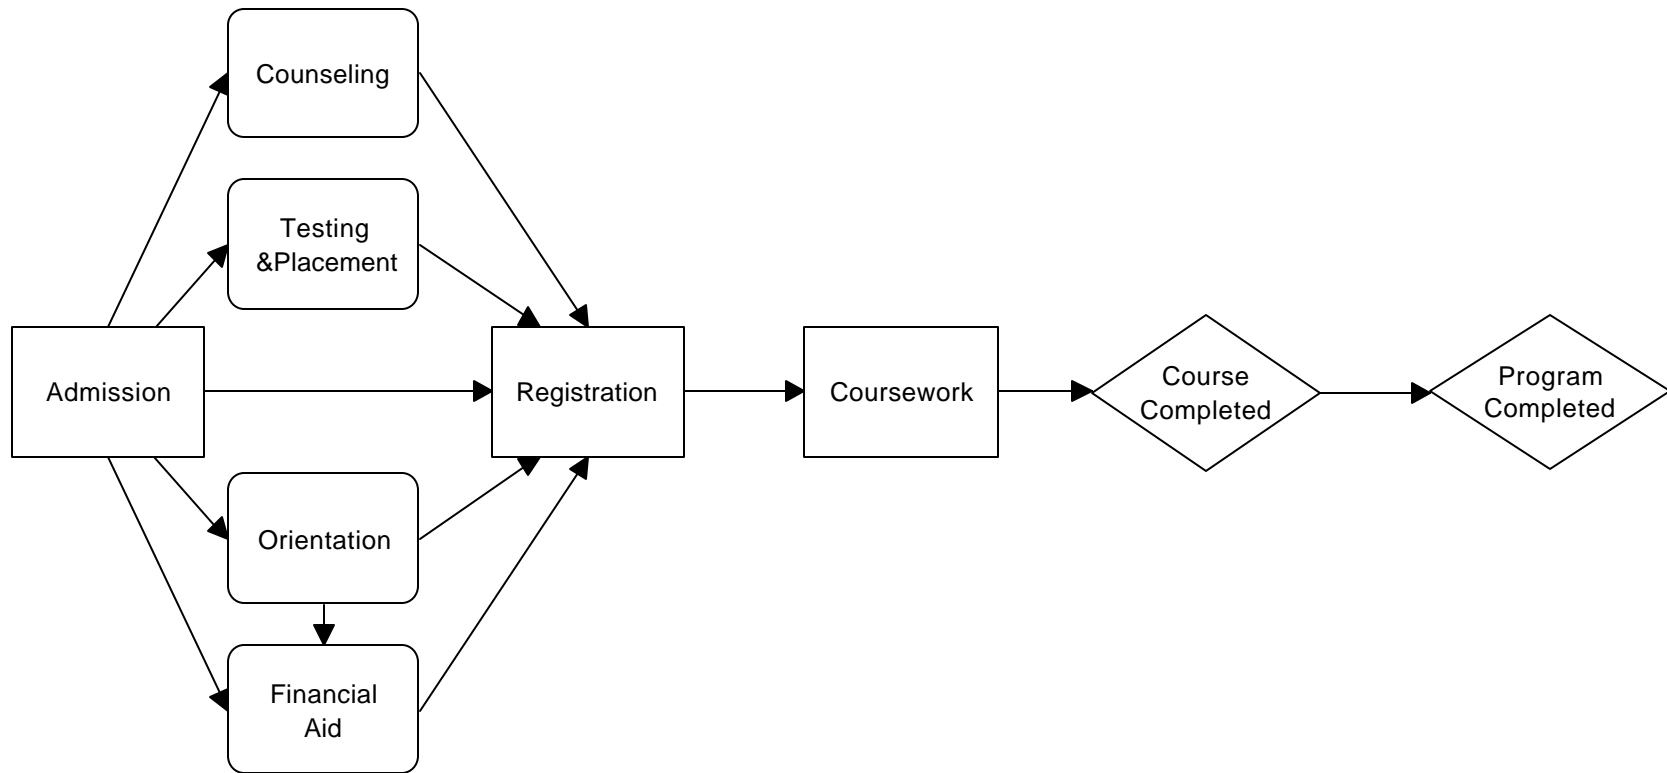 Counseling
Testing
&Placement
Admission
Registration
Coursework
Course
Completed
Program
Completed
Orientation
Financial
Aid